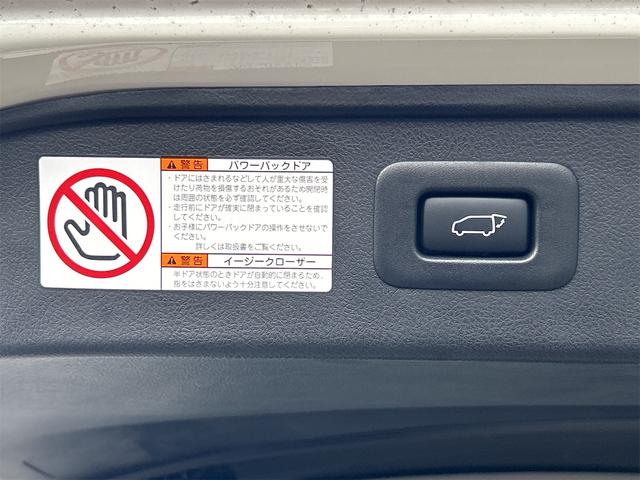 警告 パワーバックドア
・ドアにはさまれるなどして人が重大な傷害を受
けたり荷物を損傷するおそれがあるため開閉時
は周囲の状態を必ず確認してください。
・走行前にドアが確実に閉まっていることを確認
してください。
・お子様にパワーバックドアの操作をさせないで
ください。
詳しくは取扱書をご覧ください。
警告 イージークローザー
半ドア状態のときドアが自動的に閉まるため、
指をはさまないよう十分注意してください。